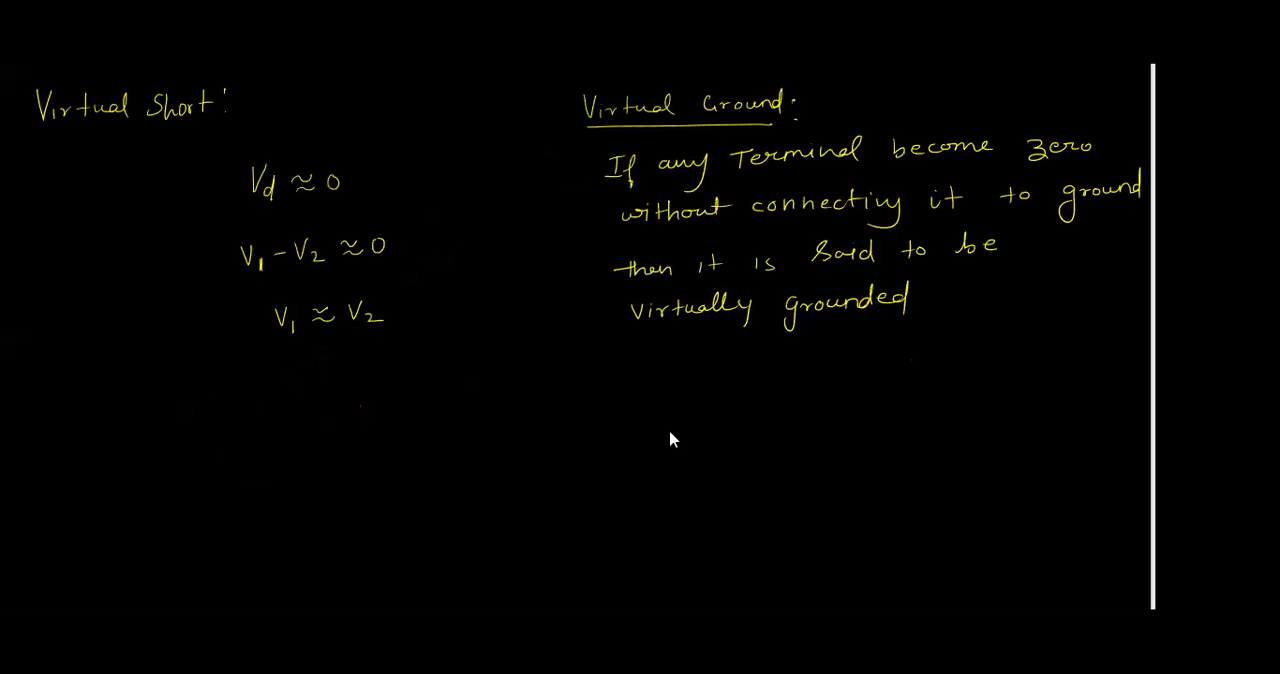 Virtual Short:
Vd ≈ 0
V1 - V2 ≈ 0
V1 ≈ V2
Virtual Ground:
If any Terminal become zero
without connecting it to ground
then it is said to be
virtually grounded